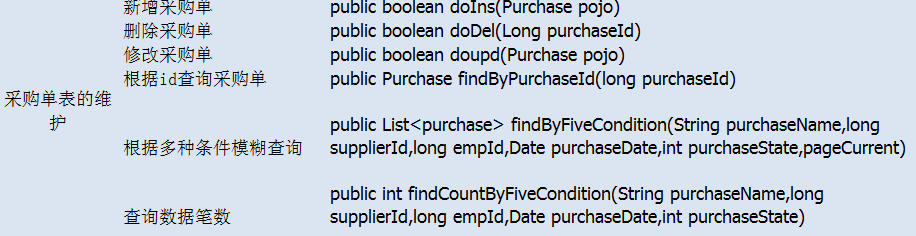 新增采购单 public boolean doIns(Purchase pojo)
删除采购单 public boolean doDel(Long purchaseId)
修改采购单 public boolean doupd(Purchase pojo)
根据id查询采购单 public Purchase findByPurchaseId(long purchaseId)
采购单表的维
护
public List<purchase> findByFiveCondition(String purchaseName,long
根据多种条件模糊查询 supplierId,long empId,Date purchaseDate,int purchaseState,pageCurrent)
public int findCountByFiveCondition(String purchaseName,long
查询数据笔数 supplierId,long empId,Date purchaseDate,int purchaseState)